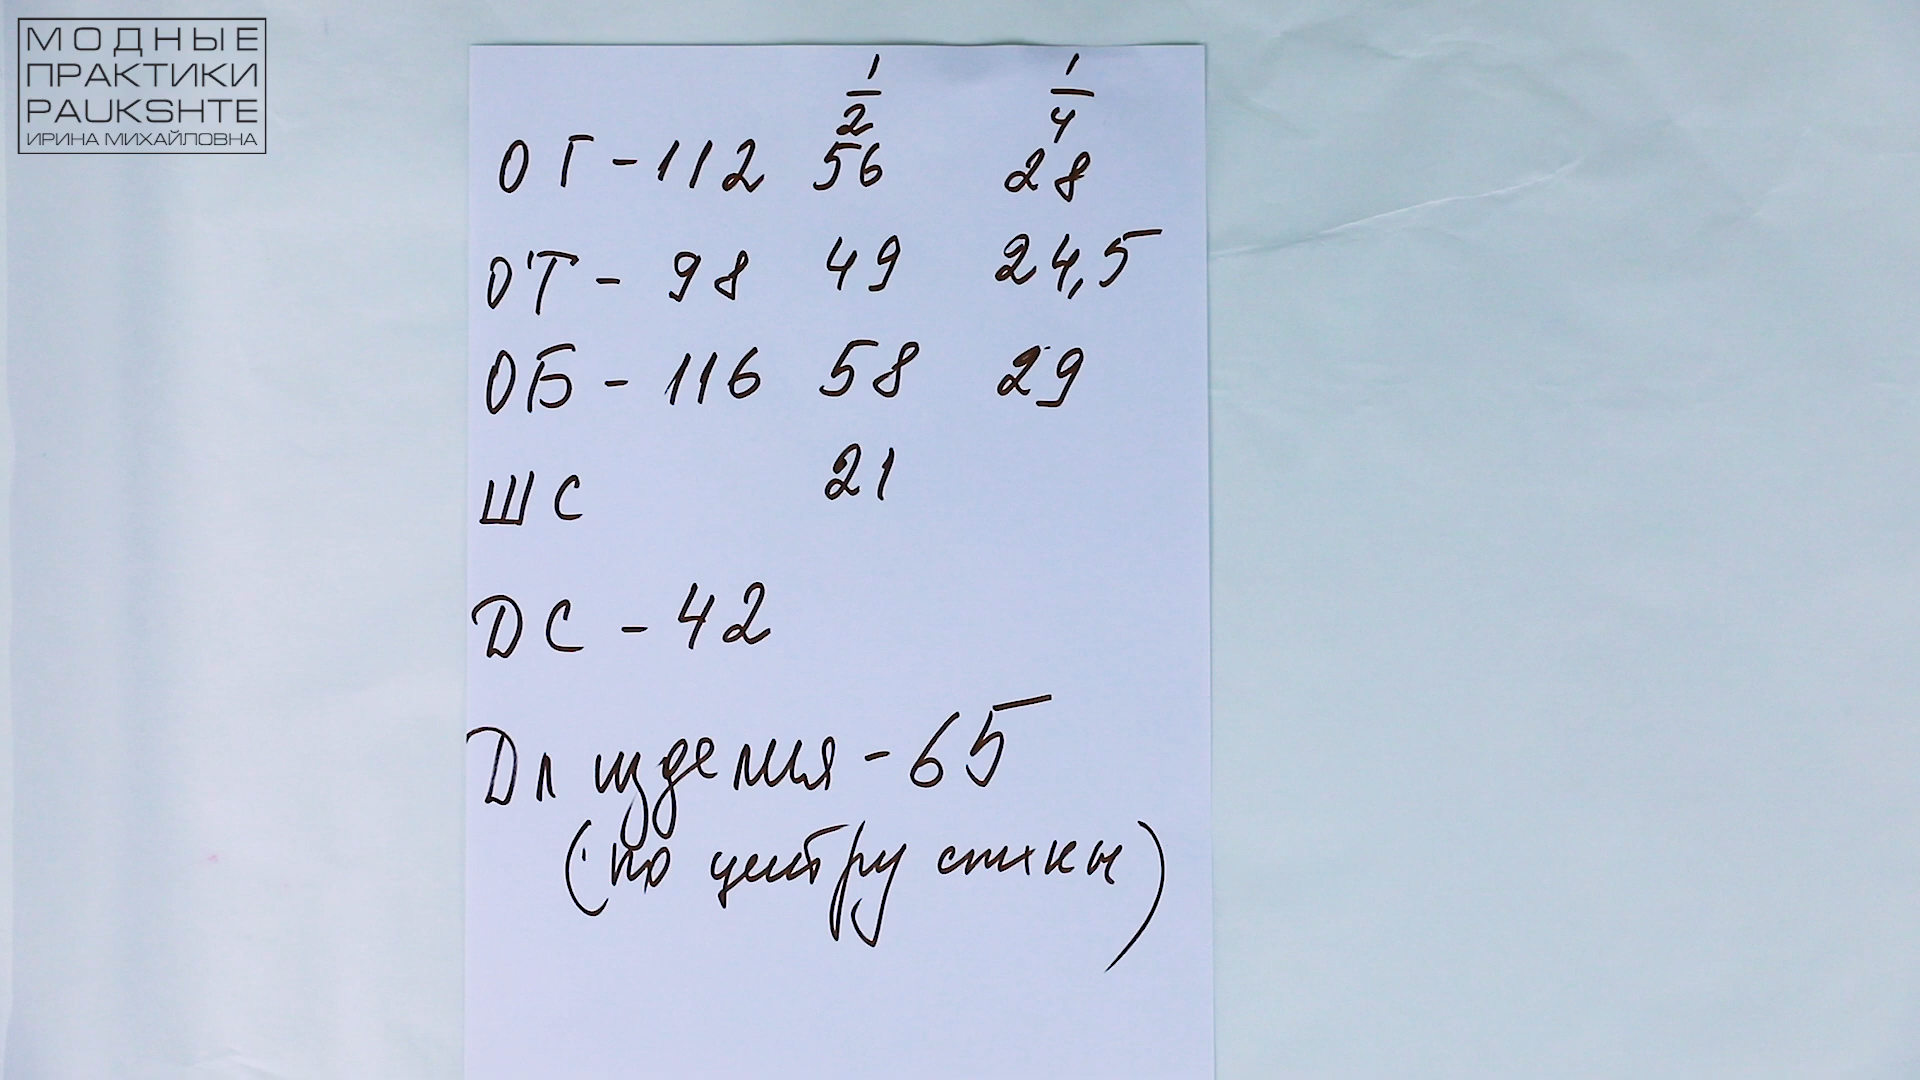 МОДНЫЕ
ПРАКТИКИ
PAUKSHTE
ИРИНА МИХАЙЛОВНА
1/2 1/4
ОГ - 112 56 28
ОТ - 98 49 24,5
ОБ - 116 58 29
ШС 21
ДС - 42
Дл изделия - 65
(по центру спинки)